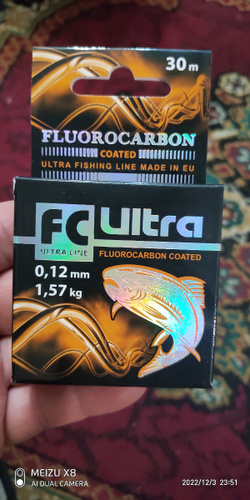 30 m
FLUOROCARBON
COATED
ULTRA FISHING LINE MADE IN EU
FC Ultra
ULTRA LINE
FLUOROCARBON COATED
0,12 mm
1,57 kg
MEIZU X8
AI DUAL CAMERA
2022/12/3 23:51